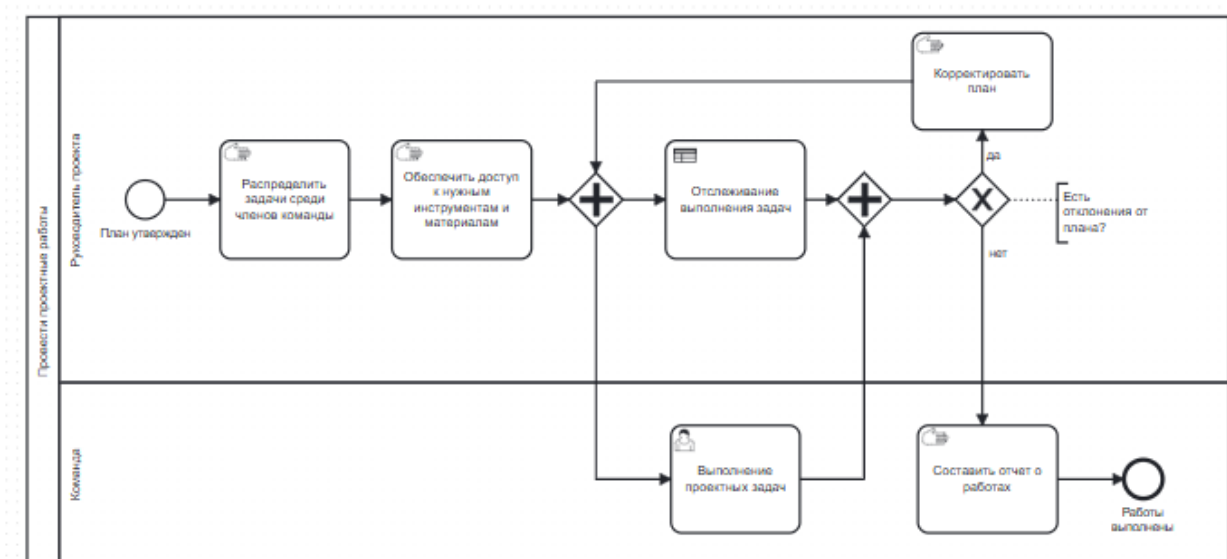 Провести проектные работы
Руководитель проекта
План утвержден
Распределить
задачи среди
членов команды
Обеспечить доступ
к нужным
инструментам и
материалам
Отслеживание
выполнения задач
Корректировать
план
да
Есть
отклонения от
плана?
нет
Команда
Выполнение
проектных задач
Составить отчет о
работах
Работы
выполнены